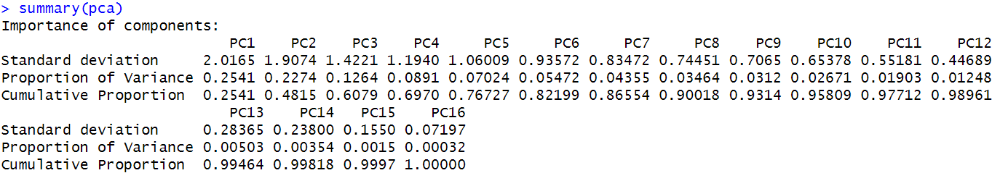 > summary(pca)
Importance of components:
                          PC1    PC2    PC3    PC4     PC5     PC6     PC7     PC8    PC9    PC10    PC11    PC12
Standard deviation     2.0165 1.9074 1.4221 1.1940 1.06009 0.93572 0.83472 0.74451 0.7065 0.65378 0.55181 0.44689
Proportion of Variance 0.2541 0.2274 0.1264 0.0891 0.07024 0.05472 0.04355 0.03464 0.0312 0.02671 0.01903 0.01248
Cumulative Proportion  0.2541 0.4815 0.6079 0.6970 0.76727 0.82199 0.86554 0.90018 0.9314 0.95809 0.97712 0.98961
                          PC13    PC14   PC15    PC16
Standard deviation     0.28365 0.23800 0.1550 0.07197
Proportion of Variance 0.00503 0.00354 0.0015 0.00032
Cumulative Proportion  0.99464 0.99818 0.9997 1.00000